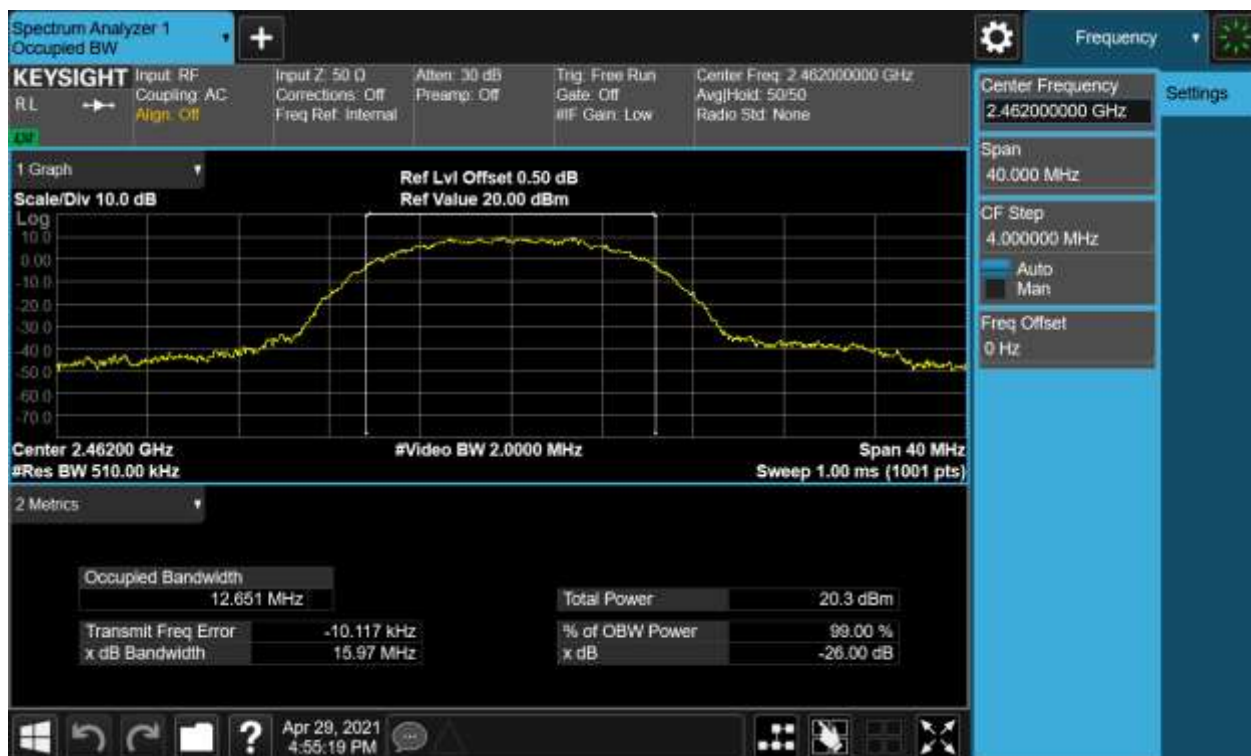 Spectrum Analyzer 1
Occupied BW
+
Frequency
KEYSIGHT
Input: RF
Input Z: 50 Ω
Atten: 30 dB
Trig: Free Run
Center Freq: 2.462000000 GHz
RL
Coupling: AC
Corrections: Off
Preamp: Off
Gate: Off
Avg|Hold: 50/50
Align: Off
Freq Ref: Internal
#IF Gain: Low
Radio Std: None
Center Frequency
2.462000000 GHz
Settings
Span
40.000 MHz
CF Step
4.000000 MHz
Auto
Man
Freq Offset
0 Hz
1 Graph
Ref Lvl Offset 0.50 dB
Scale/Div 10.0 dB
Ref Value 20.00 dBm
Log
10.0
0.00
-10.0
-20.0
-30.0
-40.0
-50.0
-60.0
-70.0
Center 2.46200 GHz
#Video BW 2.0000 MHz
Span 40 MHz
#Res BW 510.00 kHz
Sweep 1.00 ms (1001 pts)
2 Metrics
Occupied Bandwidth
12.651 MHz
Total Power
20.3 dBm
Transmit Freq Error
-10.117 kHz
% of OBW Power
99.00 %
x dB Bandwidth
15.97 MHz
x dB
-26.00 dB
?
Apr 29, 2021
4:55:19 PM